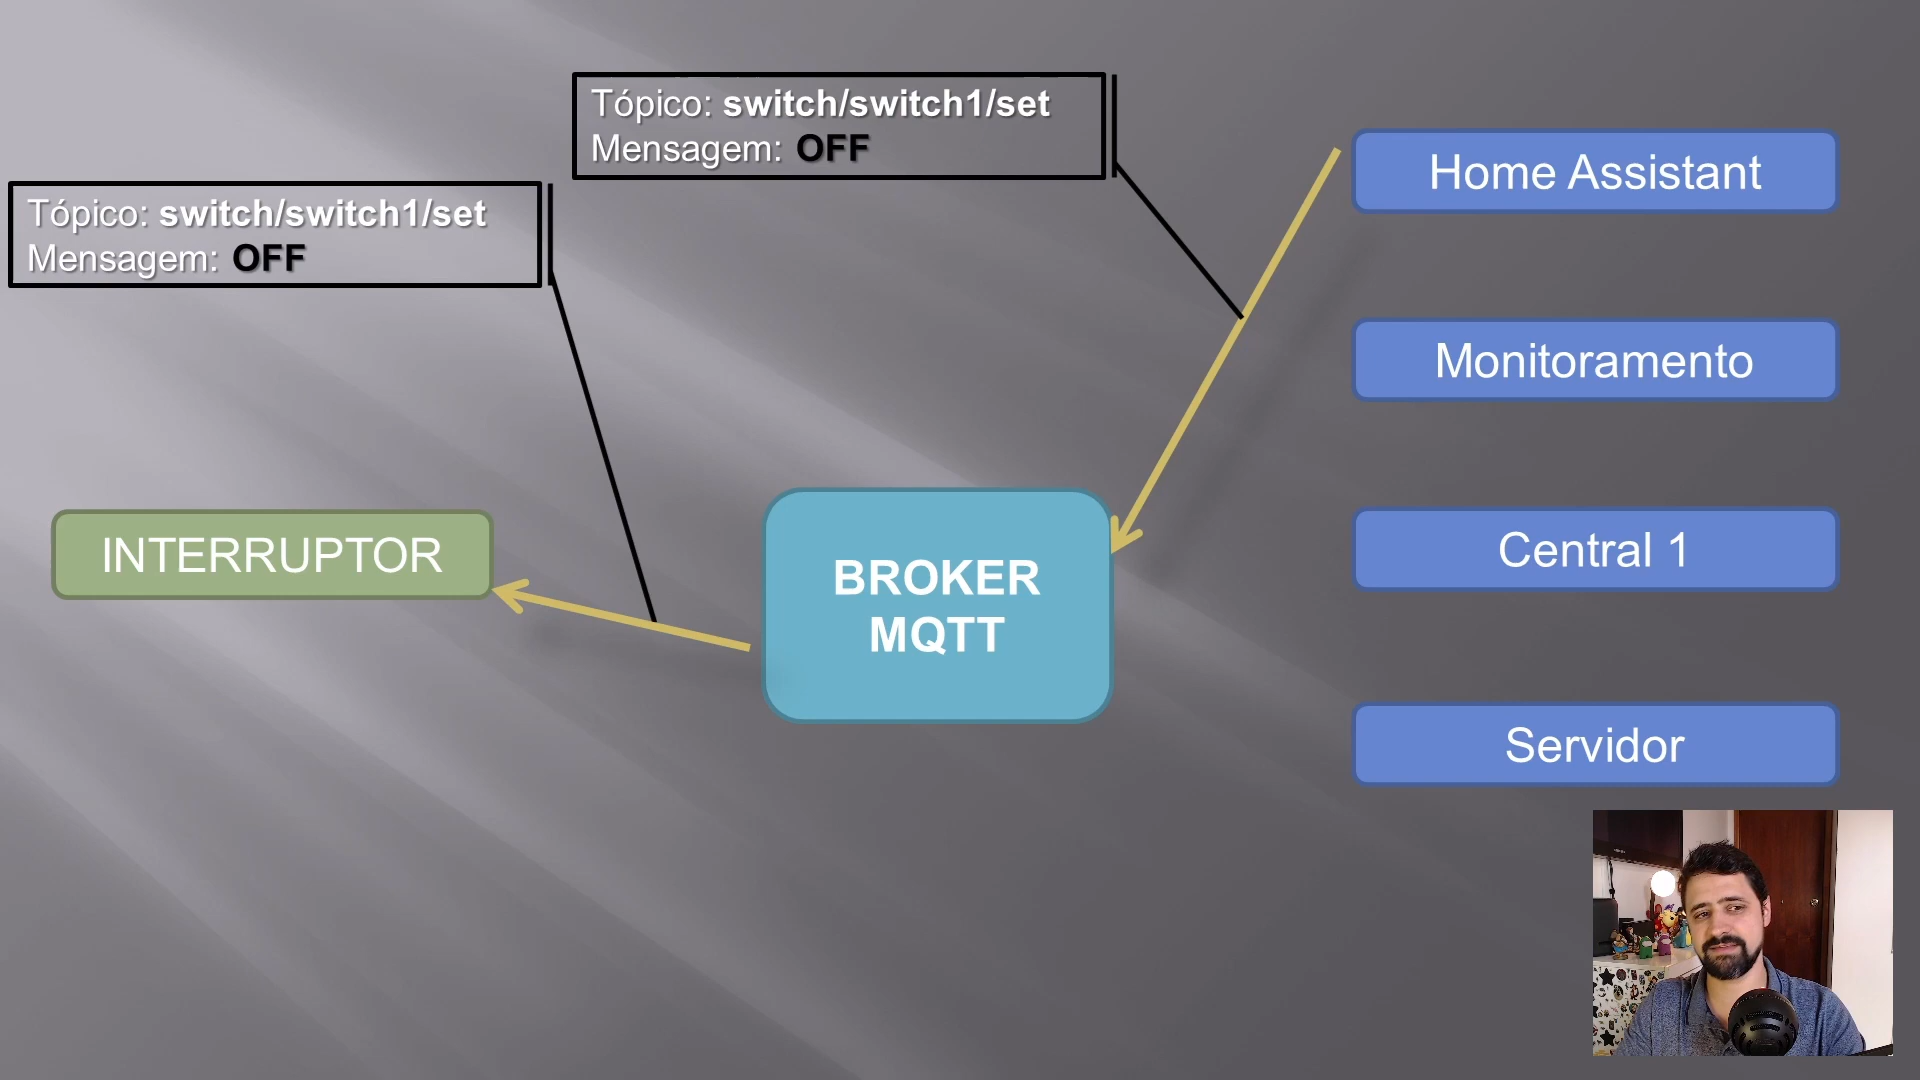 Tópico: switch/switch1/set
Mensagem: OFF
Tópico: switch/switch1/set
Mensagem: OFF
Home Assistant
Monitoramento
INTERRUPTOR
BROKER
MQTT
Central 1
Servidor